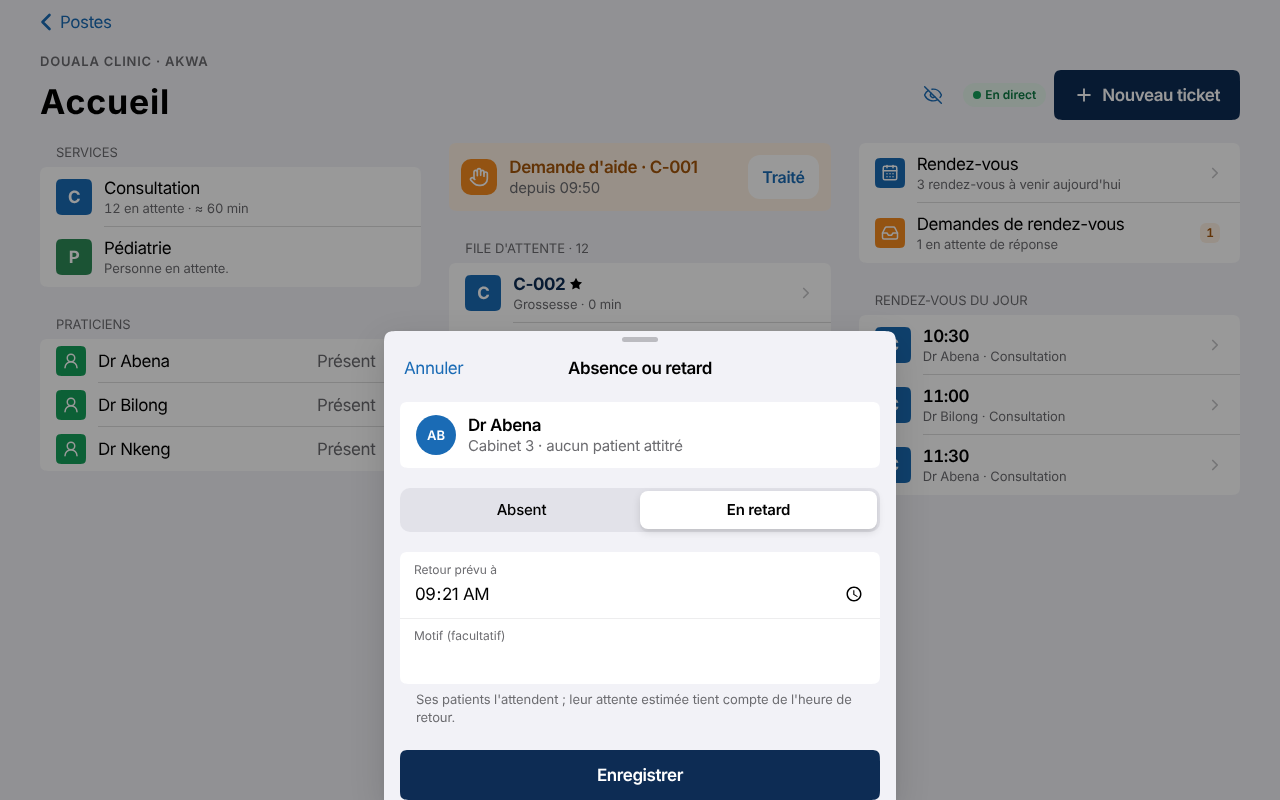 Postes
DOUALA CLINIC · AKWA
Accueil
En direct
+ Nouveau ticket
SERVICES
C
Consultation
12 en attente · ≈ 60 min
P
Pédiatrie
Personne en attente.
PRATICIENS
Dr Abena
Présent
Dr Bilong
Présent
Dr Nkeng
Présent
Demande d'aide · C-001
depuis 09:50
Traité
FILE D'ATTENTE · 12
C
C-002 ★
Grossesse · 0 min
Rendez-vous
3 rendez-vous à venir aujourd'hui
Demandes de rendez-vous
1 en attente de réponse
1
RENDEZ-VOUS DU JOUR
10:30
Dr Abena · Consultation
11:00
Dr Bilong · Consultation
11:30
Dr Abena · Consultation
Annuler
Absence ou retard
AB
Dr Abena
Cabinet 3 · aucun patient attitré
Absent
En retard
Retour prévu à
09:21 AM
Motif (facultatif)
Ses patients l'attendent ; leur attente estimée tient compte de l'heure de
retour.
Enregistrer